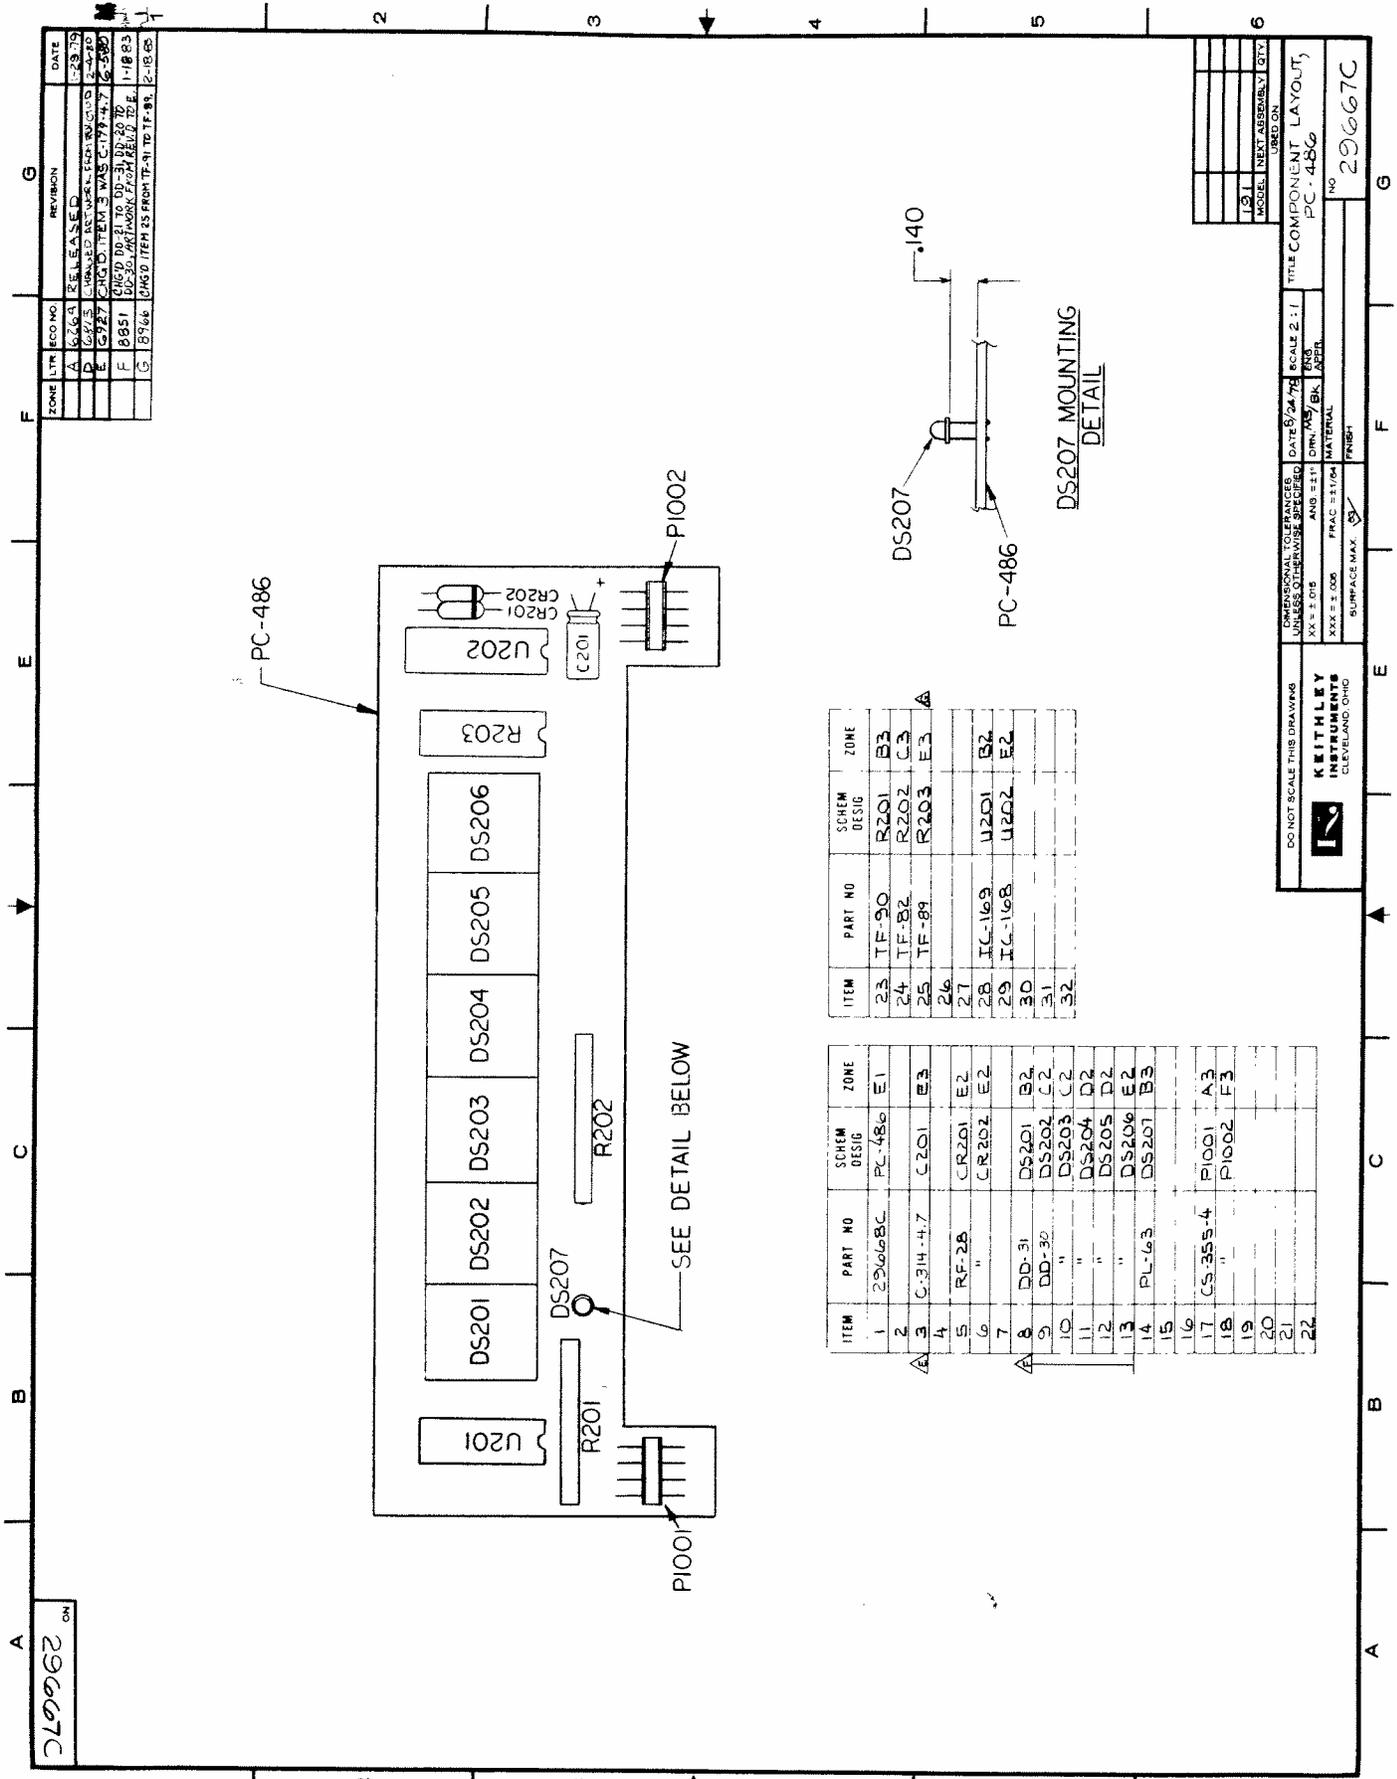 NO 29667C
ZONE LTR. ECO NO. REVISION DATE
A 6269 RELEASED
D CHANGED ARTWORK FROM 2-4-80
E 6927 CHG'D. ITEM 3 WAS C-179-4.7
F 8851 CHG'D DD-21 TO DD-31, DD-20 TO DD-30, ARTWORK FROM REV. D TO E. 1-18-83
G 8966 CHG'D ITEM 25 FROM TF-91 TO TF-89. 2-18-83
A B C E F G
1 2 3 4 5 6
PC-486
U201
DS201
DS202
DS203
DS204
DS205
DS206
R203
U202
CR201
CR202
C201
+
P1001
R201
DS207
R202
P1002
SEE DETAIL BELOW
DS207
.140
PC-486
DS207 MOUNTING
DETAIL
ITEM PART NO SCHEM DESIG ZONE
1 29668C PC-486 E1
2
3 C-314-4.7 C201 E3
4
5 RF-28 CR201 E2
6 " CR202 E2
7
8 DD-31 DS201 B2
9 DD-30 DS202 C2
10 " DS203 C2
11 " DS204 D2
12 " DS205 D2
13 " DS206 E2
14 PL-63 DS207 B3
15
16
17 CS-355-4 P1001 A3
18 " P1002 F3
19
20
21
22
E
F
ITEM PART NO SCHEM DESIG ZONE
23 TF-90 R201 B3
24 TF-82 R202 C3
25 TF-89 R203 E3
26
27
28 IC-169 U201 B2
29 IC-168 U202 E2
30
31
32
G
191
MODEL NEXT ASSEMBLY QTY.
USED ON
DO NOT SCALE THIS DRAWING
KEITHLEY
INSTRUMENTS
CLEVELAND, OHIO
DIMENSIONAL TOLERANCES
UNLESS OTHERWISE SPECIFIED
XX = ± .015 ANG. = ±1°
XXX = ± .005 FRAC. = ±1/64
SURFACE MAX. 63
DATE 8/24/78 SCALE 2:1
DRN. MS/BK ENG. APPR.
MATERIAL
FINISH
TITLE COMPONENT LAYOUT,
PC-486
NO 29667C
A B C E F G